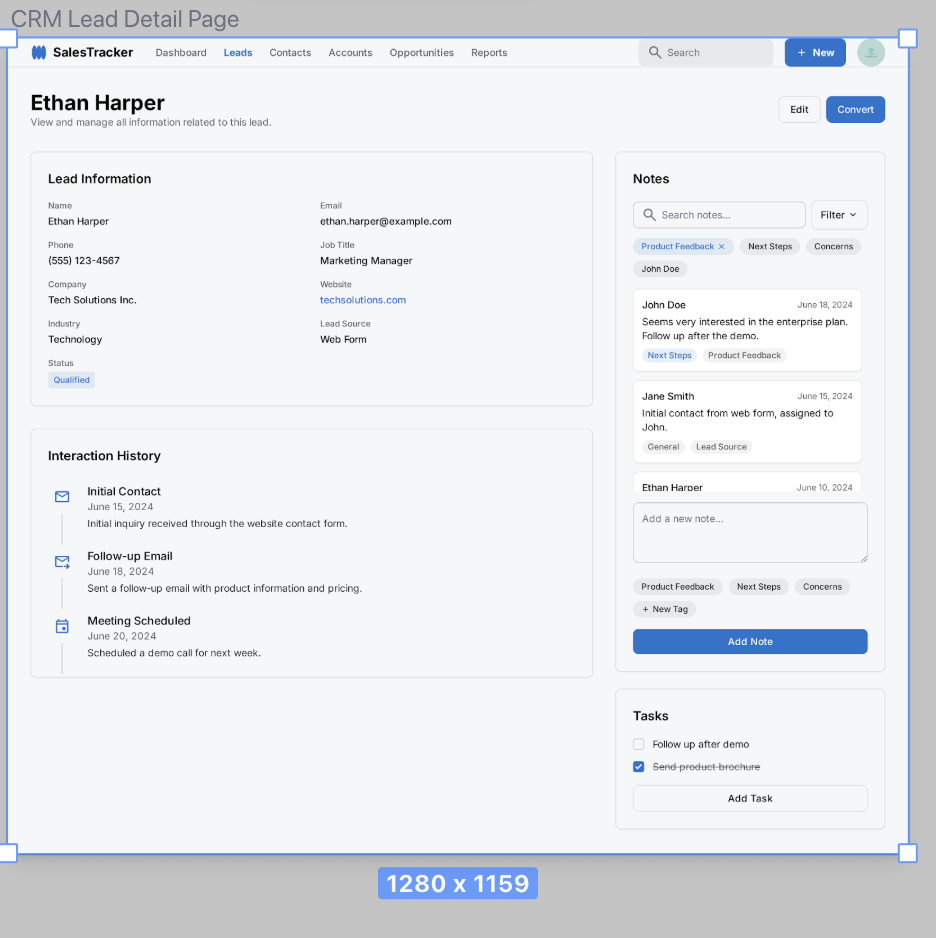 CRM Lead Detail Page
SalesTracker Dashboard Leads Contacts Accounts Opportunities Reports Search + New
Ethan Harper
View and manage all information related to this lead.
Edit Convert
Lead Information
Name Email
Ethan Harper ethan.harper@example.com
Phone Job Title
(555) 123-4567 Marketing Manager
Company Website
Tech Solutions Inc. techsolutions.com
Industry Lead Source
Technology Web Form
Status
Qualified
Interaction History
Initial Contact
June 15, 2024
Initial inquiry received through the website contact form.
Follow-up Email
June 18, 2024
Sent a follow-up email with product information and pricing.
Meeting Scheduled
June 20, 2024
Scheduled a demo call for next week.
Notes
Search notes... Filter
Product Feedback × Next Steps Concerns
John Doe
John Doe June 18, 2024
Seems very interested in the enterprise plan.
Follow up after the demo.
Next Steps Product Feedback
Jane Smith June 15, 2024
Initial contact from web form, assigned to
John.
General Lead Source
Ethan Harper June 10, 2024
Add a new note...
Product Feedback Next Steps Concerns
+ New Tag
Add Note
Tasks
Follow up after demo
Send product brochure
Add Task
1280 x 1159